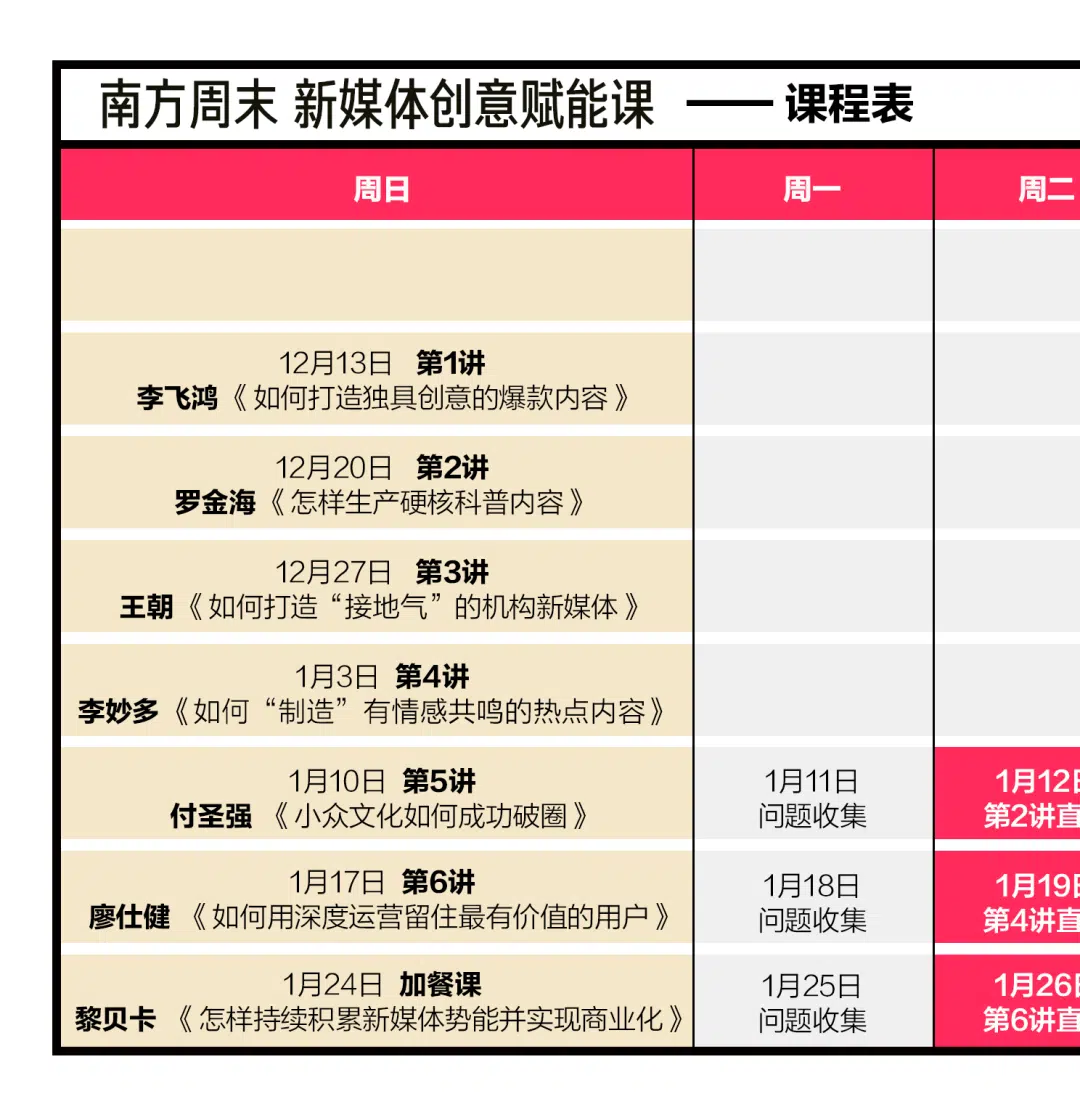 南方周末 新媒体创意赋能课 —— 课程表
周日 周一 周二
12月13日 第1讲
李飞鸿《如何打造独具创意的爆款内容》
12月20日 第2讲
罗金海《怎样生产硬核科普内容》
12月27日 第3讲
王朝《如何打造“接地气”的机构新媒体》
1月3日 第4讲
李妙多《如何“制造”有情感共鸣的热点内容》
1月10日 第5讲
付圣强《小众文化如何成功破圈》
1月11日
问题收集
1月12日
第2讲直
1月17日 第6讲
廖仕健《如何用深度运营留住最有价值的用户》
1月18日
问题收集
1月19日
第4讲直
1月24日 加餐课
黎贝卡《怎样持续积累新媒体势能并实现商业化》
1月25日
问题收集
1月26日
第6讲直